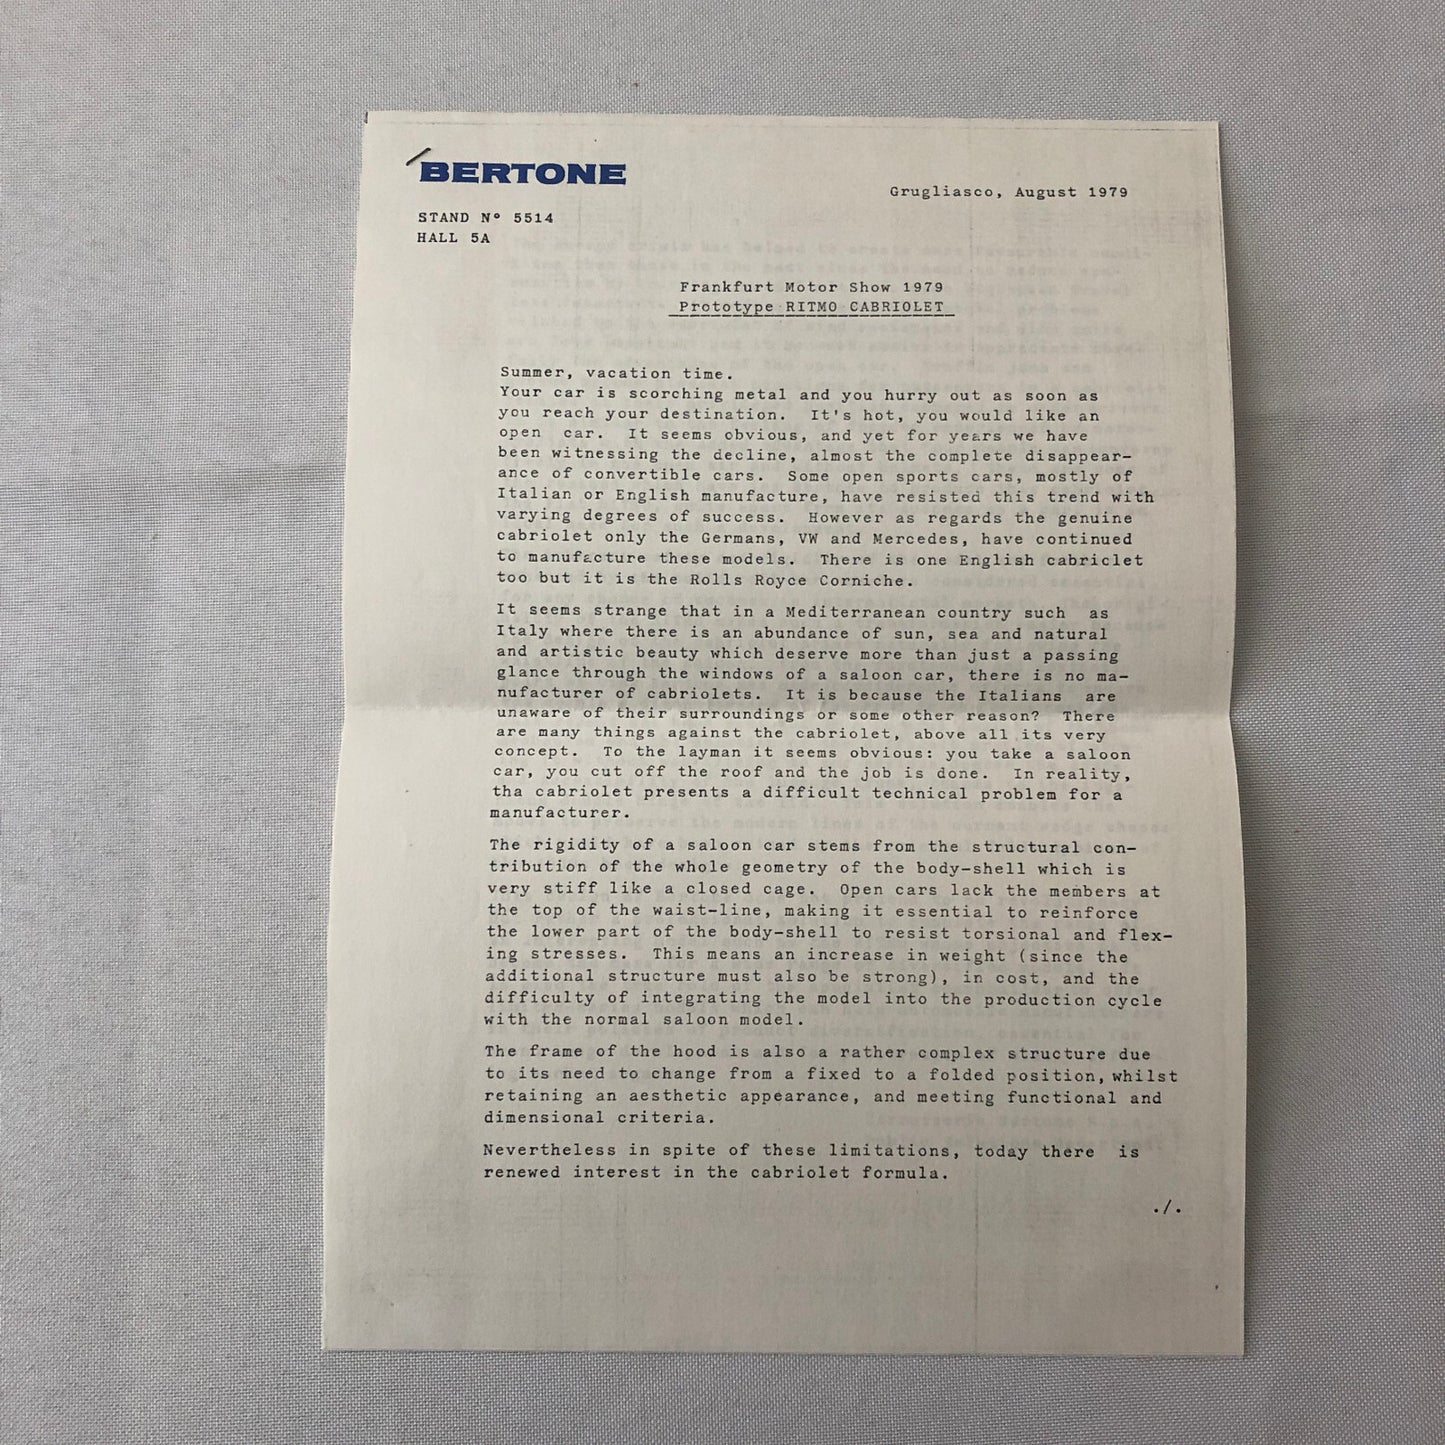 BERTONE
Grugliasco, August 1979
STAND Nº 5514
HALL 5A
Frankfurt Motor Show 1979
Prototype RITMO CABRIOLET
Summer, vacation time.
Your car is scorching metal and you hurry out as soon as
you reach your destination. It's hot, you would like an
open car. It seems obvious, and yet for years we have
been witnessing the decline, almost the complete disappear-
ance of convertible cars. Some open sports cars, mostly of
Italian or English manufacture, have resisted this trend with
varying degrees of success. However as regards the genuine
cabriolet only the Germans, VW and Mercedes, have continued
to manufacture these models. There is one English cabriclet
too but it is the Rolls Royce Corniche.
It seems strange that in a Mediterranean country such as
Italy where there is an abundance of sun, sea and natural
and artistic beauty which deserve more than just a passing
glance through the windows of a saloon car, there is no ma-
nufacturer of cabriolets. It is because the Italians are
unaware of their surroundings or some other reason? There
are many things against the cabriolet, above all its very
concept. To the layman it seems obvious: you take a saloon
car, you cut off the roof and the job is done. In reality,
tha cabriolet presents a difficult technical problem for a
manufacturer.
The rigidity of a saloon car stems from the structural con-
tribution of the whole geometry of the body-shell which is
very stiff like a closed cage. Open cars lack the members at
the top of the waist-line, making it essential to reinforce
the lower part of the body-shell to resist torsional and flex-
ing stresses. This means an increase in weight (since the
additional structure must also be strong), in cost, and the
difficulty of integrating the model into the production cycle
with the normal saloon model.
The frame of the hood is also a rather complex structure due
to its need to change from a fixed to a folded position, whilst
retaining an aesthetic appearance, and meeting functional and
dimensional criteria.
Nevertheless in spite of these limitations, today there is
renewed interest in the cabriolet formula.
./.